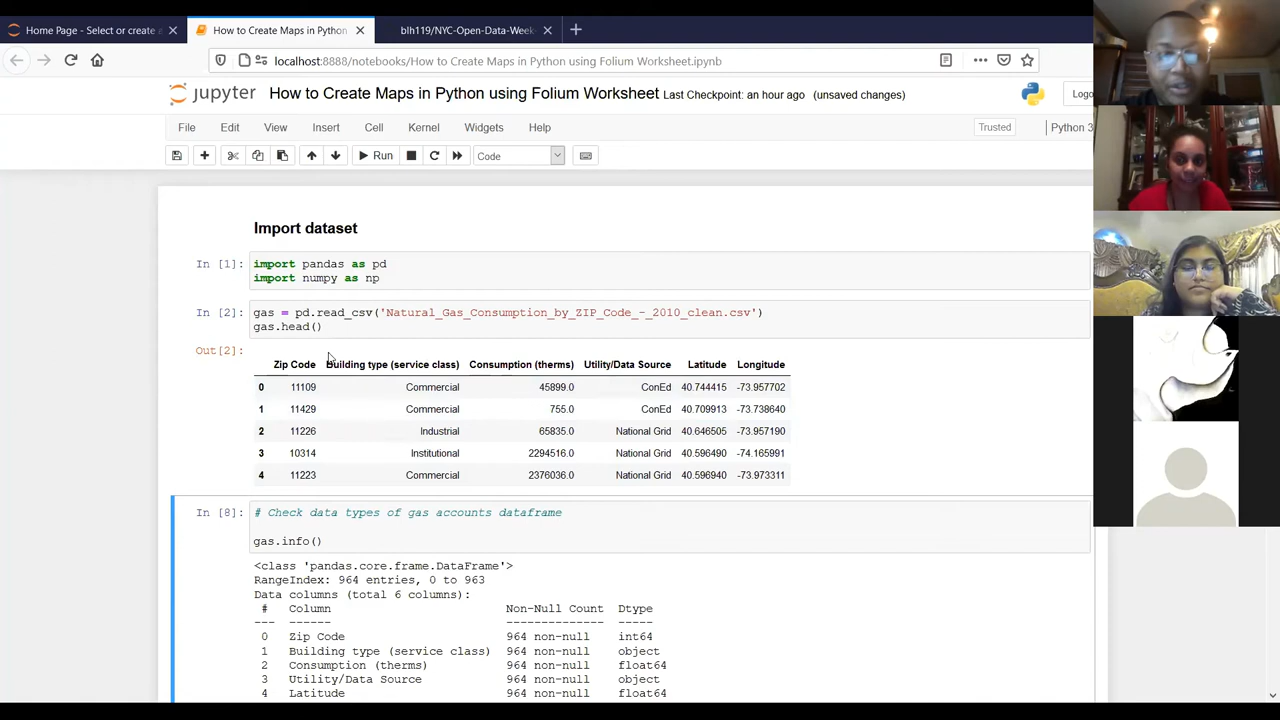 Home Page - Select or create a
How to Create Maps in Python
blh119/NYC-Open-Data-Week-
localhost:8888/notebooks/How to Create Maps in Python using Folium Worksheet.ipynb
jupyter How to Create Maps in Python using Folium Worksheet Last Checkpoint: an hour ago (unsaved changes)
Logo
File Edit View Insert Cell Kernel Widgets Help Trusted Python 3
Run Code
Import dataset
In [1]: import pandas as pd
import numpy as np
In [2]: gas = pd.read_csv('Natural_Gas_Consumption_by_ZIP_Code_-_2010_clean.csv')
gas.head()
Out[2]:
Zip Code Building type (service class) Consumption (therms) Utility/Data Source Latitude Longitude
0 11109 Commercial 45899.0 ConEd 40.744415 -73.957702
1 11429 Commercial 755.0 ConEd 40.709913 -73.738640
2 11226 Industrial 65835.0 National Grid 40.646505 -73.957190
3 10314 Institutional 2294516.0 National Grid 40.596490 -74.165991
4 11223 Commercial 2376036.0 National Grid 40.596940 -73.973311
In [8]: # Check data types of gas accounts dataframe
gas.info()
<class 'pandas.core.frame.DataFrame'>
RangeIndex: 964 entries, 0 to 963
Data columns (total 6 columns):
# Column Non-Null Count Dtype
--- ------ -------------- -----
0 Zip Code 964 non-null int64
1 Building type (service class) 964 non-null object
2 Consumption (therms) 964 non-null float64
3 Utility/Data Source 964 non-null object
4 Latitude 964 non-null float64